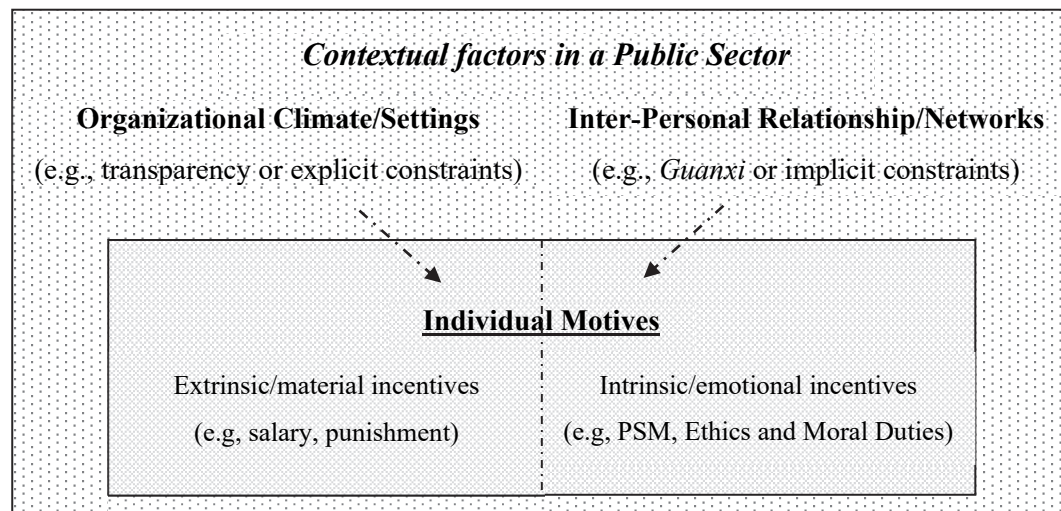 Contextual factors in a Public Sector
Organizational Climate/Settings
(e.g., transparency or explicit constraints)
Inter-Personal Relationship/Networks
(e.g., Guanxi or implicit constraints)
Individual Motives
Extrinsic/material incentives
(e.g, salary, punishment)
Intrinsic/emotional incentives
(e.g, PSM, Ethics and Moral Duties)